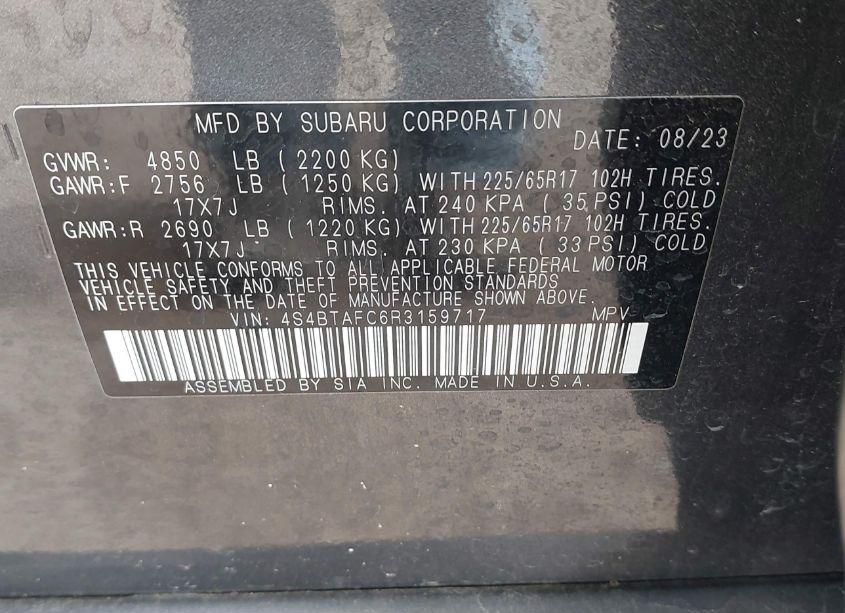 MFD BY SUBARU CORPORATION DATE: 08/23
GVWR: 4850 LB ( 2200 KG)
GAWR:F 2756 LB ( 1250 KG) WITH 225/65R17 102H TIRES.
17X7J RIMS. AT 240 KPA ( 35 PSI) COLD
GAWR:R 2690 LB ( 1220 KG) WITH 225/65R17 102H TIRES.
17X7J RIMS. AT 230 KPA ( 33 PSI) COLD
THIS VEHICLE CONFORMS TO ALL APPLICABLE FEDERAL MOTOR
VEHICLE SAFETY AND THEFT PREVENTION STANDARDS
IN EFFECT ON THE DATE OF MANUFACTURE SHOWN ABOVE.
VIN: 4S4BTAFC6R3159717 MPV
ASSEMBLED BY SIA INC. MADE IN U.S.A.